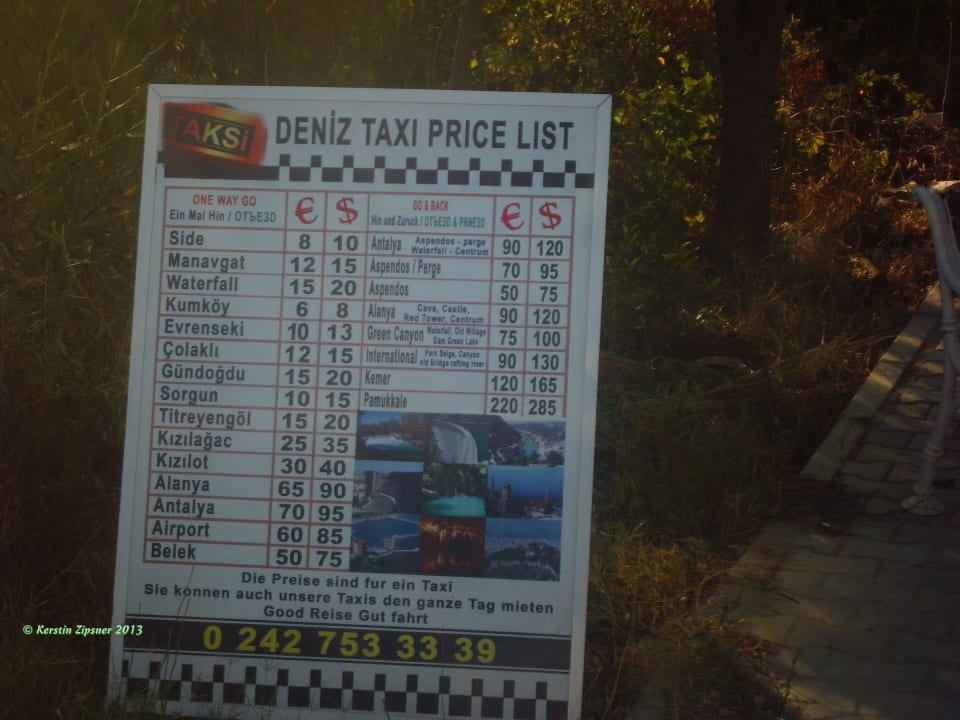 TAKSİ
DENİZ TAXI PRICE LIST
ONE WAY GO
Ein Mal Hin / ОТЪЕЗD
€ $
Side 8 10
Manavgat 12 15
Waterfall 15 20
Kumköy 6 8
Evrenseki 10 13
Çolaklı 12 15
Gündoğdu 15 20
Sorgun 10 15
Titreyengöl 15 20
Kızılağac 25 35
Kızılot 30 40
Alanya 65 90
Antalya 70 95
Airport 60 85
Belek 50 75
GO & BACK
Hin und Zuruck / ОТЪЕЗD & PRИEЗD
€ $
Antalya Aspendos - perge
Waterfall - Centrum 90 120
Aspendos / Perge 70 95
Aspendos 50 75
Alanya Cave, Castle,
Red Tower, Centrum 90 120
Green Canyon Waterfall, Old Willage
Dam Green Lake 75 100
International Park Selge, Canyon
old Bridge rafting river 90 130
Kemer 120 165
Pamukkale 220 285
Die Preise sind fur ein Taxi
Sie können auch unsere Taxis den ganze Tag mieten
Good Reise Gut fahrt
0 242 753 33 39
© Kerstin Zipsner 2013